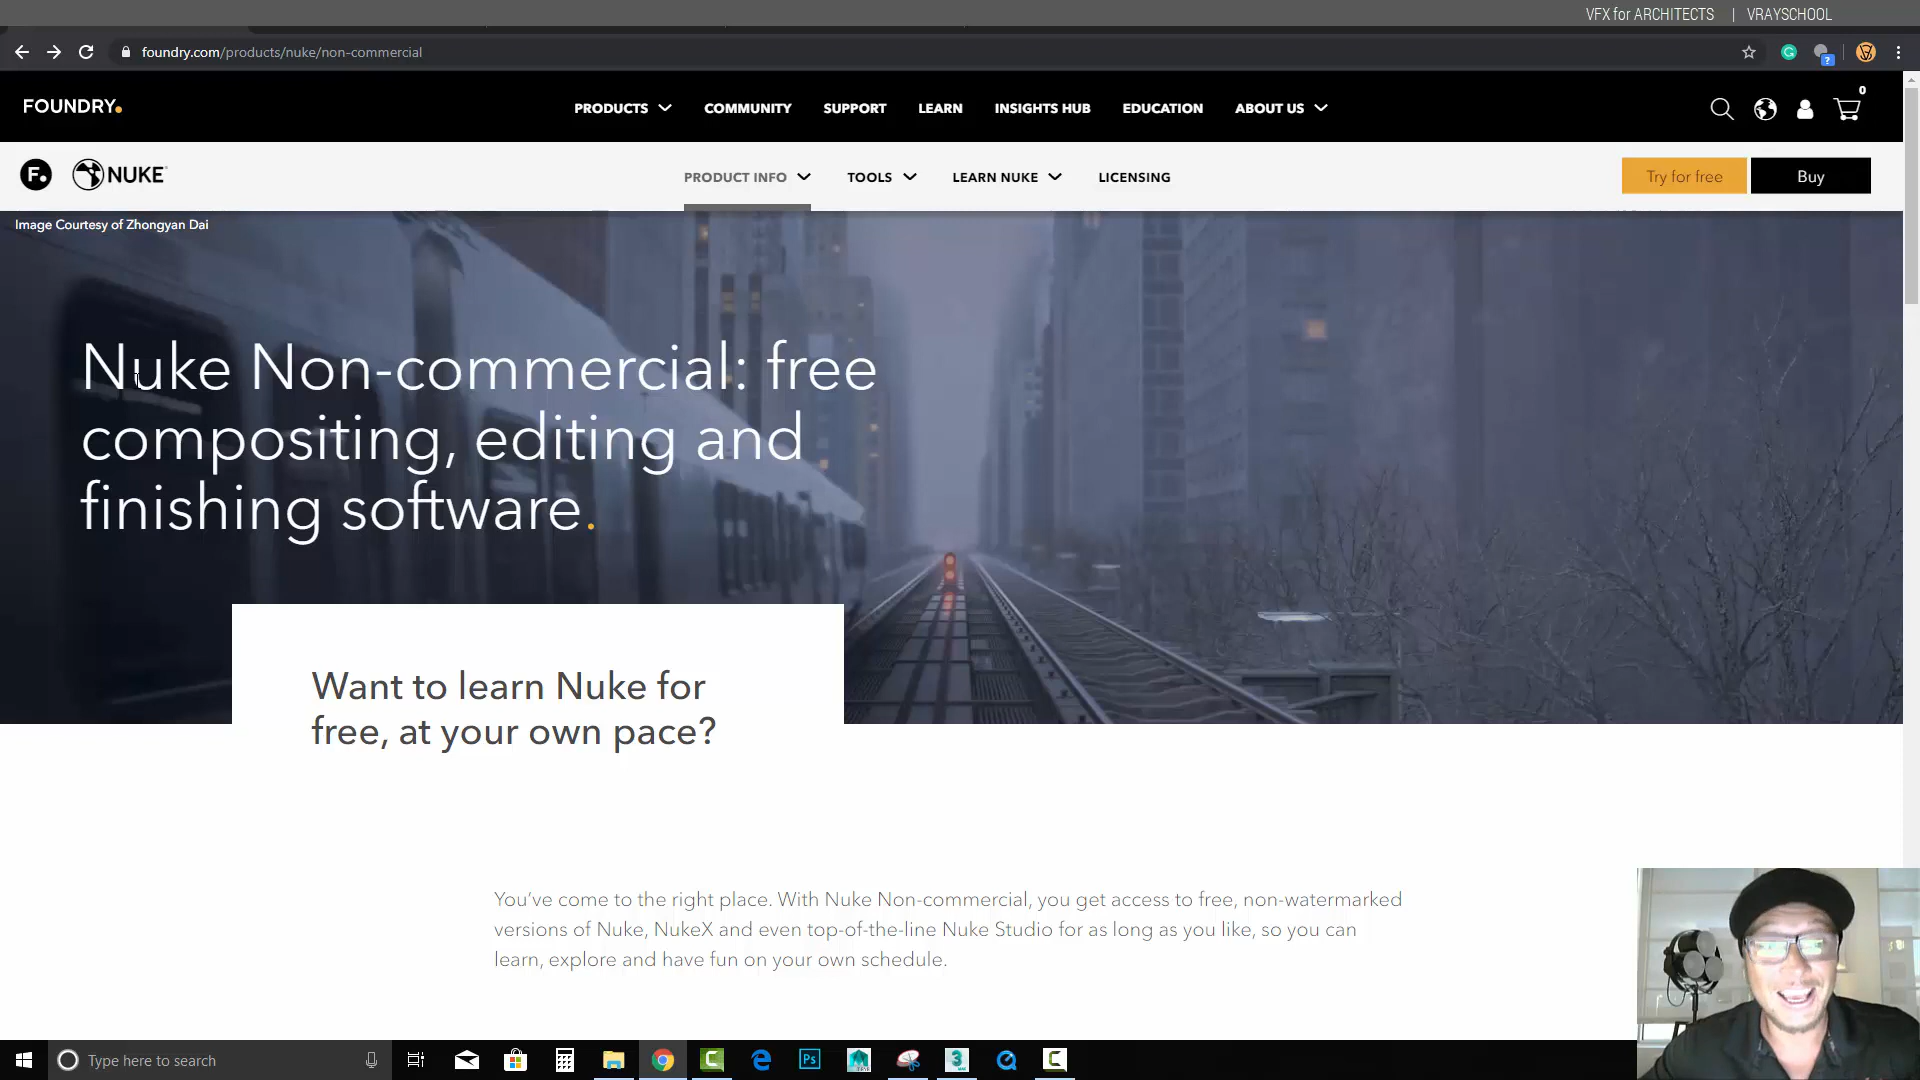 VFX for ARCHITECTS | VRAYSCHOOL
foundry.com/products/nuke/non-commercial
FOUNDRY.
PRODUCTS
COMMUNITY
SUPPORT
LEARN
INSIGHTS HUB
EDUCATION
ABOUT US
0
F.
NUKE
PRODUCT INFO
TOOLS
LEARN NUKE
LICENSING
Try for free
Buy
Image Courtesy of Zhongyan Dai
Nuke Non-commercial: free
compositing, editing and
finishing software.
Want to learn Nuke for
free, at your own pace?
You've come to the right place. With Nuke Non-commercial, you get access to free, non-watermarked
versions of Nuke, NukeX and even top-of-the-line Nuke Studio for as long as you like, so you can
learn, explore and have fun on your own schedule.
Type here to search
Ps
3